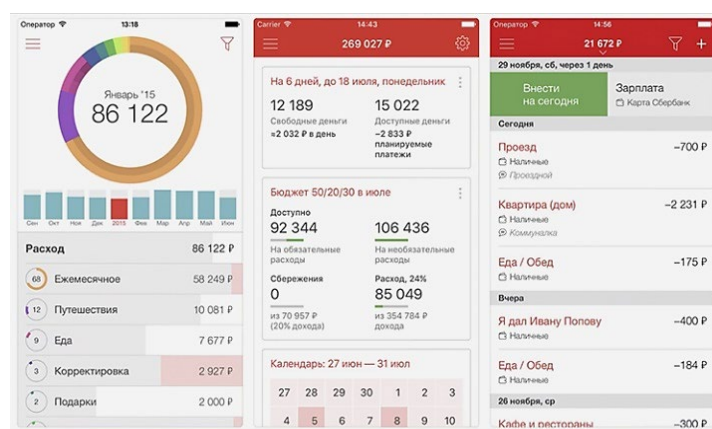 Оператор 13:18
Январь '15
86 122
Сен Окт Ноя Дек 2015 Фев Мар Апр Май Июн
Расход 86 122 ₽
68 Ежемесячное 58 249 ₽
12 Путешествия 10 081 ₽
9 Еда 7 677 ₽
3 Корректировка 2 927 ₽
2 Подарки 2 000 ₽
Carrier 14:43
269 027 ₽
На 6 дней, до 18 июля, понедельник
12 189 15 022
Свободные деньги Доступные деньги
≈2 032 ₽ в день −2 833 ₽
планируемые
платежи
Бюджет 50/20/30 в июле
Доступно
92 344 106 436
На обязательные На необязательные
расходы расходы
Сбережения Расход, 24%
0 85 049
из 70 957 ₽ из 354 784 ₽
(20% дохода) дохода
Календарь: 27 июн — 31 июл
27 28 29 30 1 2 3
4 5 6 7 8 9 10
Оператор 14:56
21 672 ₽
29 ноября, сб, через 1 день
Внести Зарплата
на сегодня Карта Сбербанк
Сегодня
Проезд −700 ₽
Наличные
Проездной
Квартира (дом) −2 231 ₽
Наличные
Коммуналка
Еда / Обед −175 ₽
Наличные
Вчера
Я дал Ивану Попову −400 ₽
Наличные
Еда / Обед −184 ₽
Наличные
26 ноября, ср
Кафе и рестораны −300 ₽